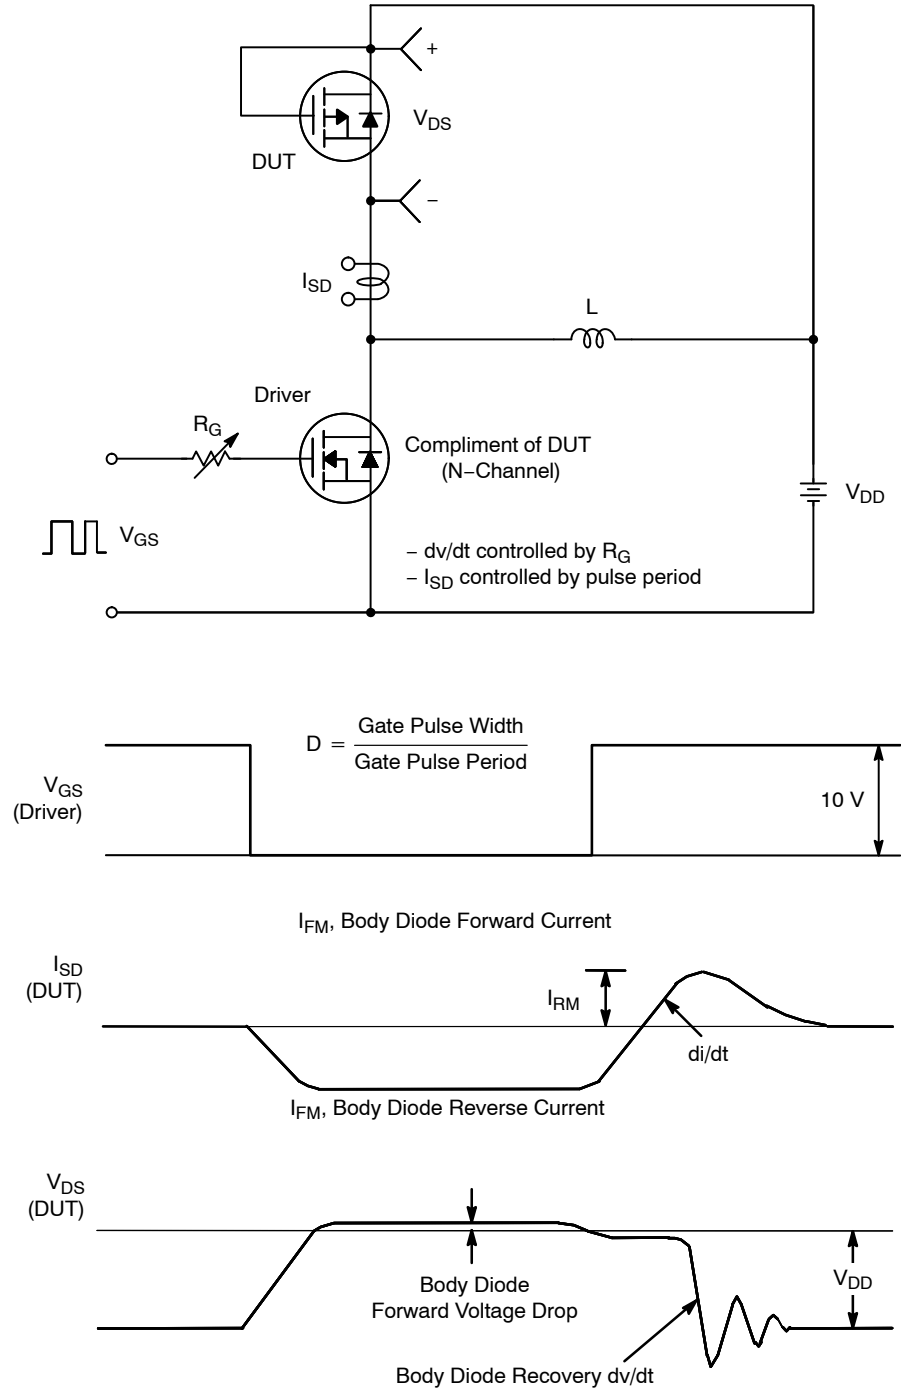 +
V_DS
DUT
−
I_SD
L
Driver
R_G
Compliment of DUT
(N−Channel)
V_DD
V_GS
− dv/dt controlled by R_G
− I_SD controlled by pulse period
D = Gate Pulse Width
Gate Pulse Period
V_GS
(Driver)
10 V
I_FM, Body Diode Forward Current
I_SD
(DUT)
I_RM
di/dt
I_FM, Body Diode Reverse Current
V_DS
(DUT)
V_DD
Body Diode
Forward Voltage Drop
Body Diode Recovery dv/dt